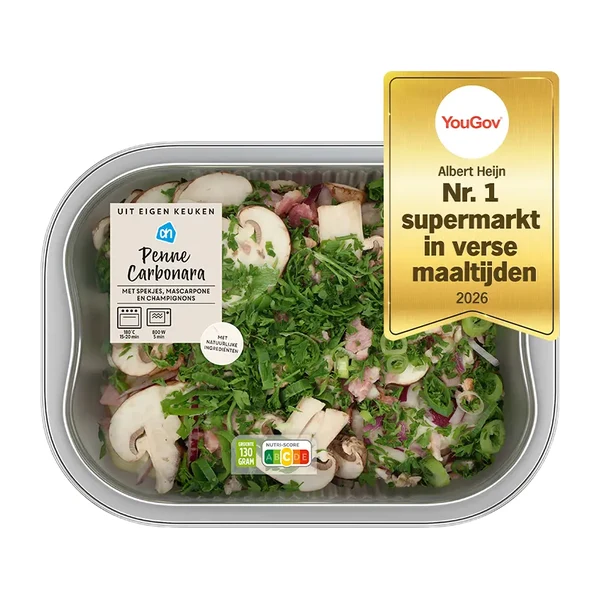 YouGov
Albert Heijn
Nr. 1
supermarkt
in verse
maaltijden
2026
UIT EIGEN KEUKEN
ah
Penne
Carbonara
MET SPEKJES, MASCARPONE
EN CHAMPIGNONS
180°C
15-20 min
800 W
5 min
MET
NATUURLIJKE
INGREDIËNTEN
GROENTE
130
GRAM
NUTRI-SCORE
A B C D E